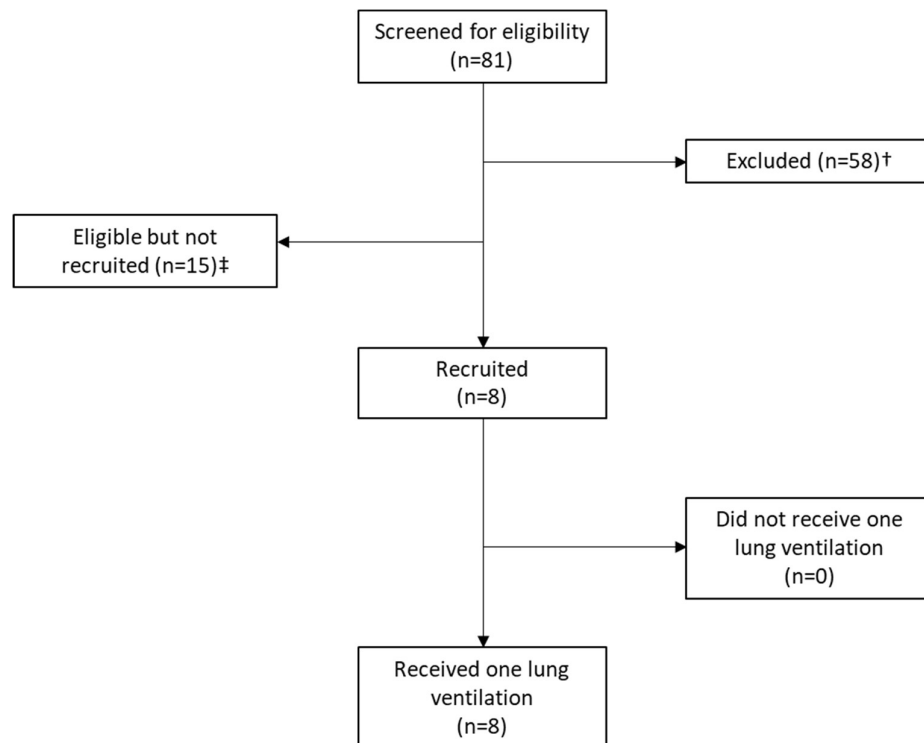 Screened for eligibility
(n=81)
Excluded (n=58)†
Eligible but not
recruited (n=15)‡
Recruited
(n=8)
Did not receive one
lung ventilation
(n=0)
Received one lung
ventilation
(n=8)